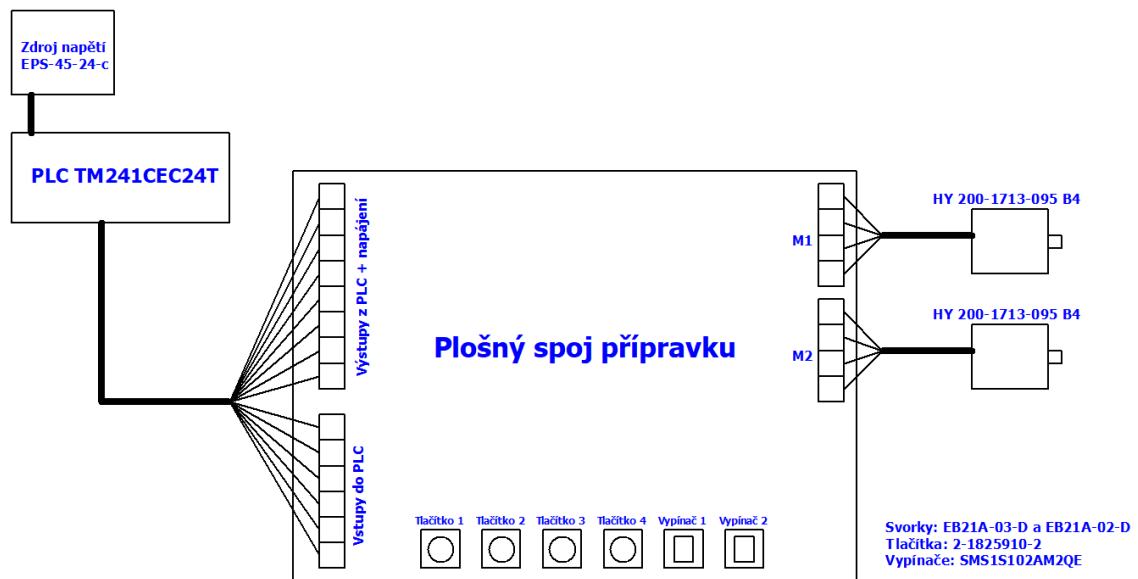 Zdroj napětí
EPS-45-24-c
PLC TM241CEC24T
Výstupy z PLC + napájení
Vstupy do PLC
Plošný spoj přípravku
M1
M2
HY 200-1713-095 B4
HY 200-1713-095 B4
Tlačítko 1
Tlačítko 2
Tlačítko 3
Tlačítko 4
Vypínač 1
Vypínač 2
Svorky: EB21A-03-D a EB21A-02-D
Tlačítka: 2-1825910-2
Vypínače: SMS1S102AM2QE